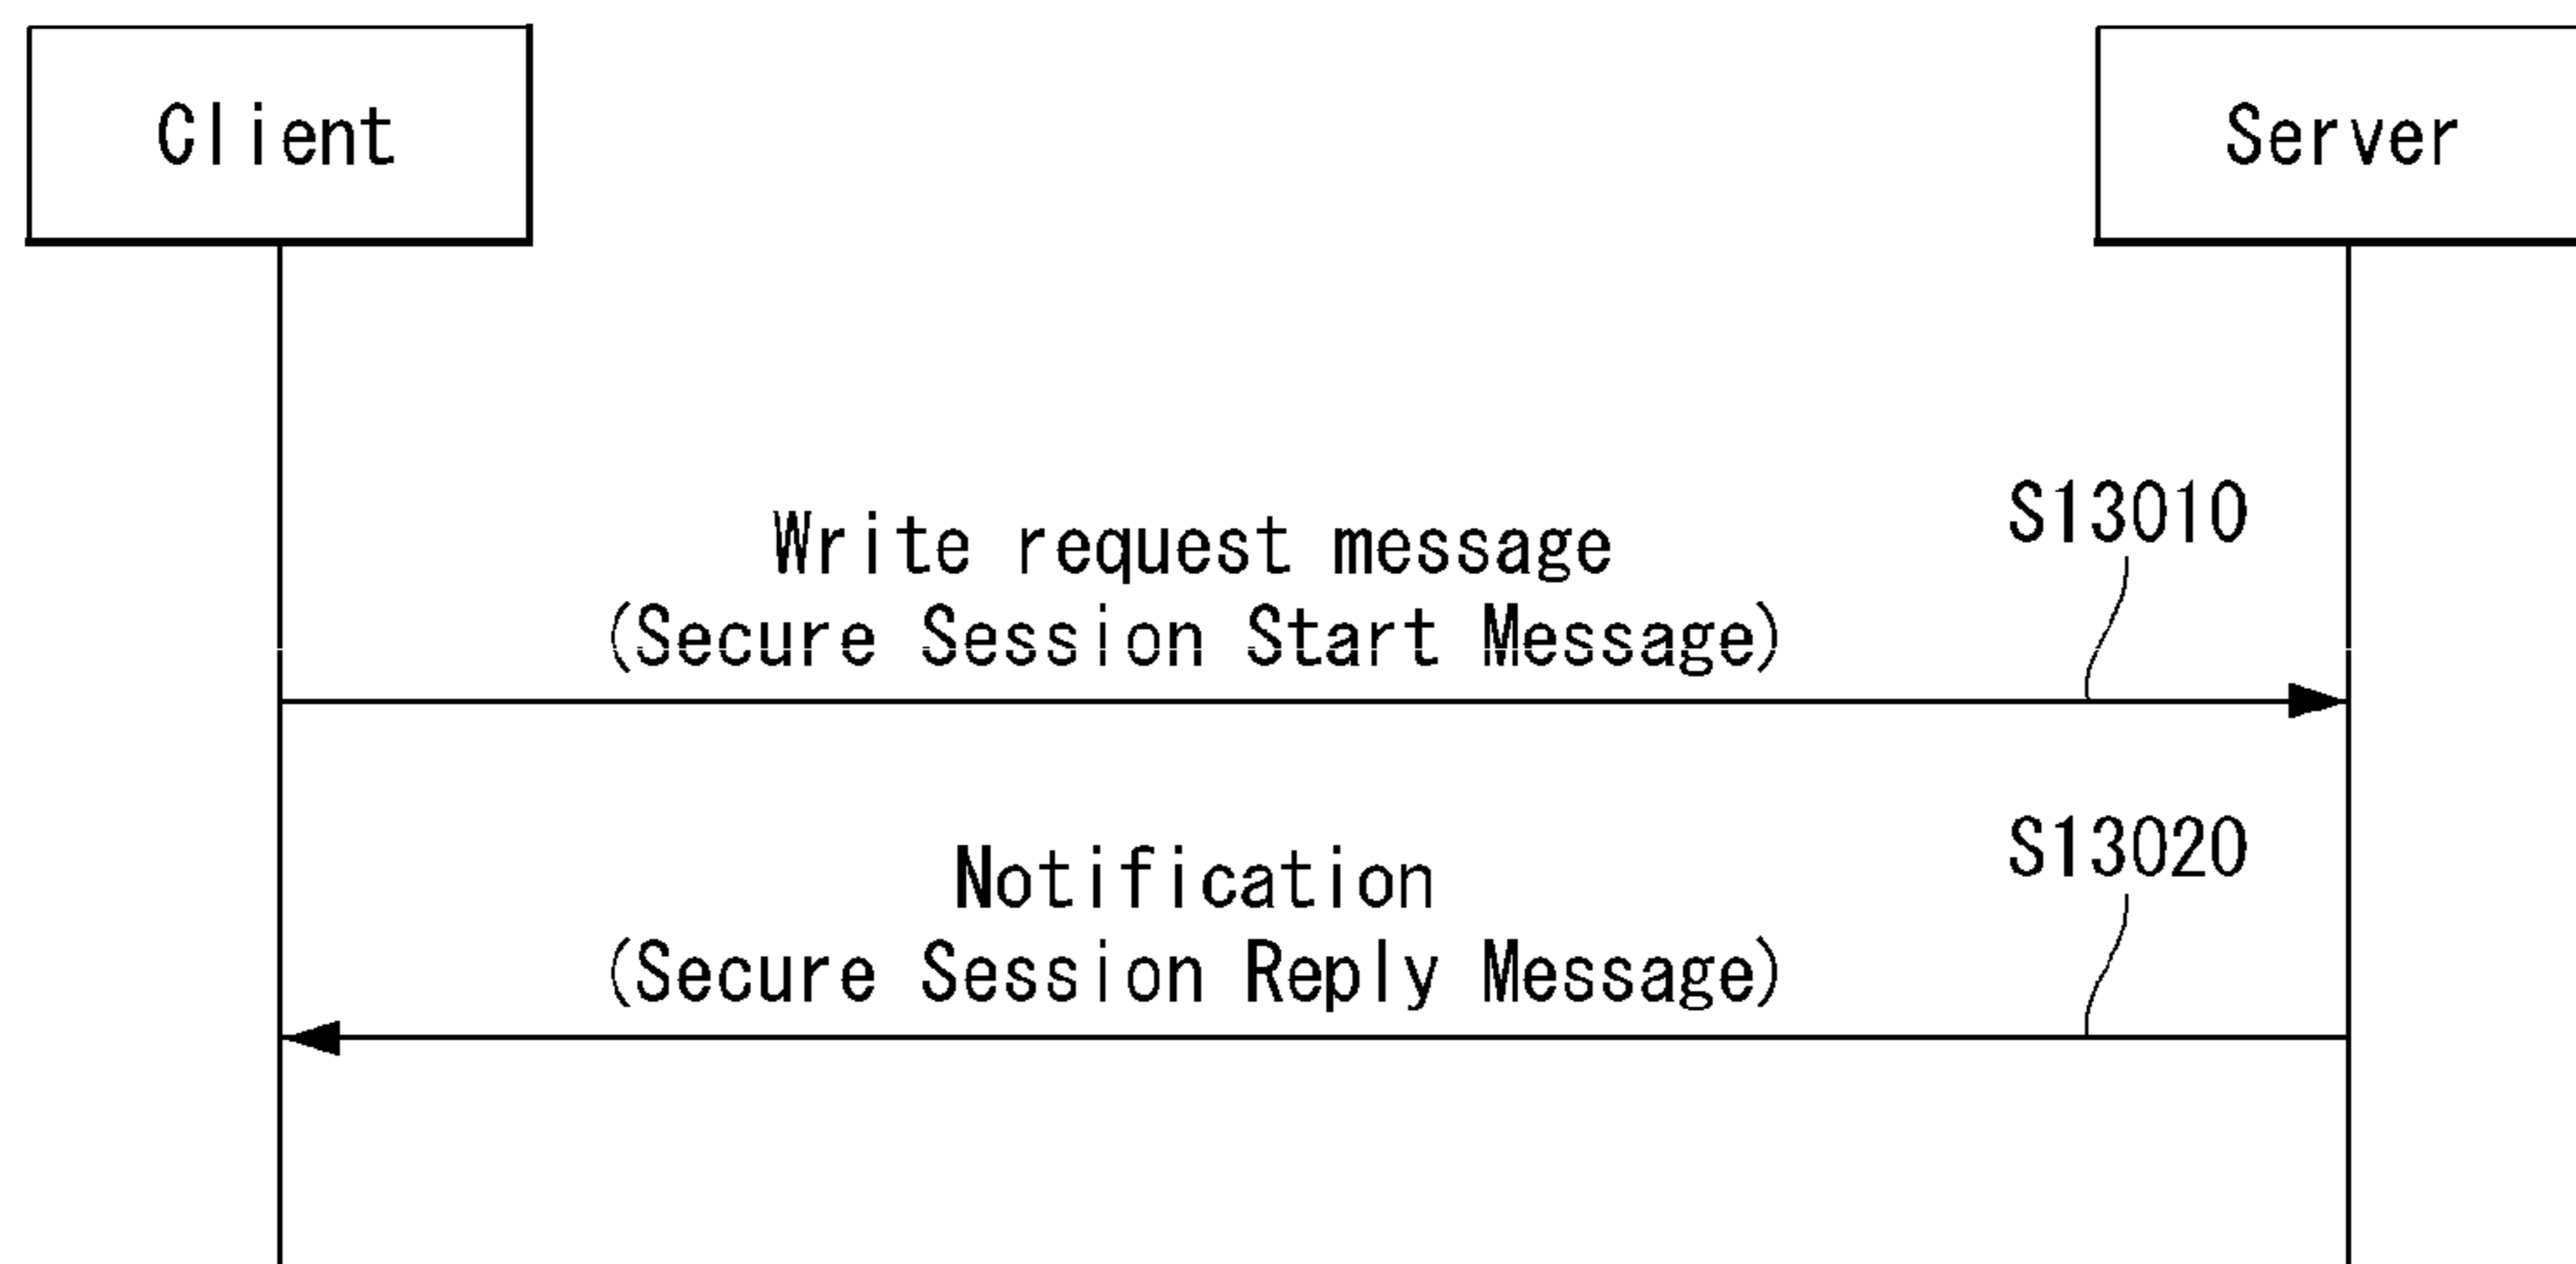 Client
Server
S13010
Write request message
(Secure Session Start Message)
S13020
Notification
(Secure Session Reply Message)